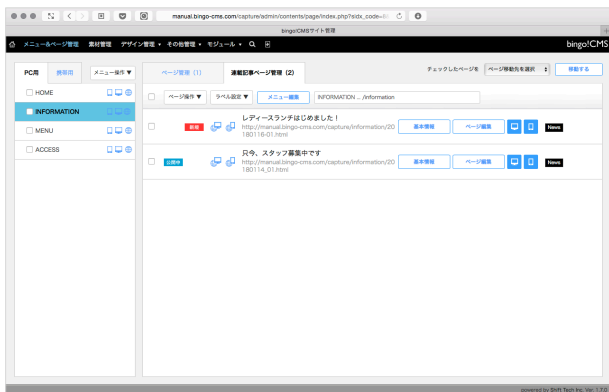 manual.bingo-cms.com/capture/admin/contents/page/index.php?sidx_code=
bingo!CMSサイト管理
メニュー&ページ管理 素材管理 デザイン管理 ▼ その他管理 ▼ モジュール ▼
bingo!CMS
PC用 携帯用 メニュー操作 ▼
ページ管理 (1) 連載記事ページ管理 (2)
チェックしたページを ページ移動先を選択 移動する
HOME
INFORMATION
MENU
ACCESS
ページ操作 ▼ ラベル設定 ▼ メニュー編集 INFORMATION .. /information
新規
レディースランチはじめました!
http://manual.bingo-cms.com/capture/information/20
180116-01.html
基本情報 ページ編集 News
公開中
只今、スタッフ募集中です
http://manual.bingo-cms.com/capture/information/20
180114_01.html
基本情報 ページ編集 News
powered by Shift Tech Inc. Ver. 1.7.0